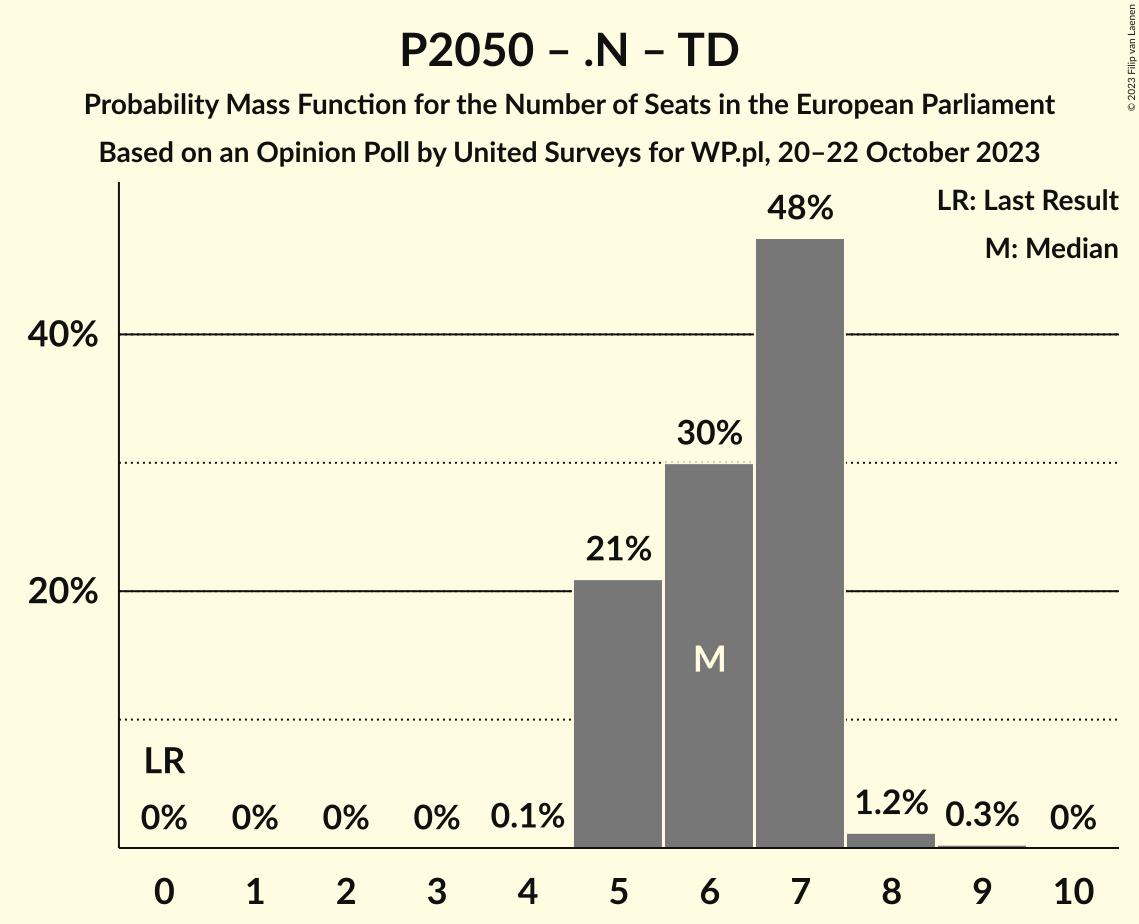 P2050 – .N – TD
Probability Mass Function for the Number of Seats in the European Parliament
Based on an Opinion Poll by United Surveys for WP.pl, 20–22 October 2023
© 2023 Filip van Laenen
LR: Last Result
M: Median
48%
40%
30%
21%
20%
M
LR
0% 0% 0% 0% 0.1% 1.2% 0.3% 0%
0 1 2 3 4 5 6 7 8 9 10